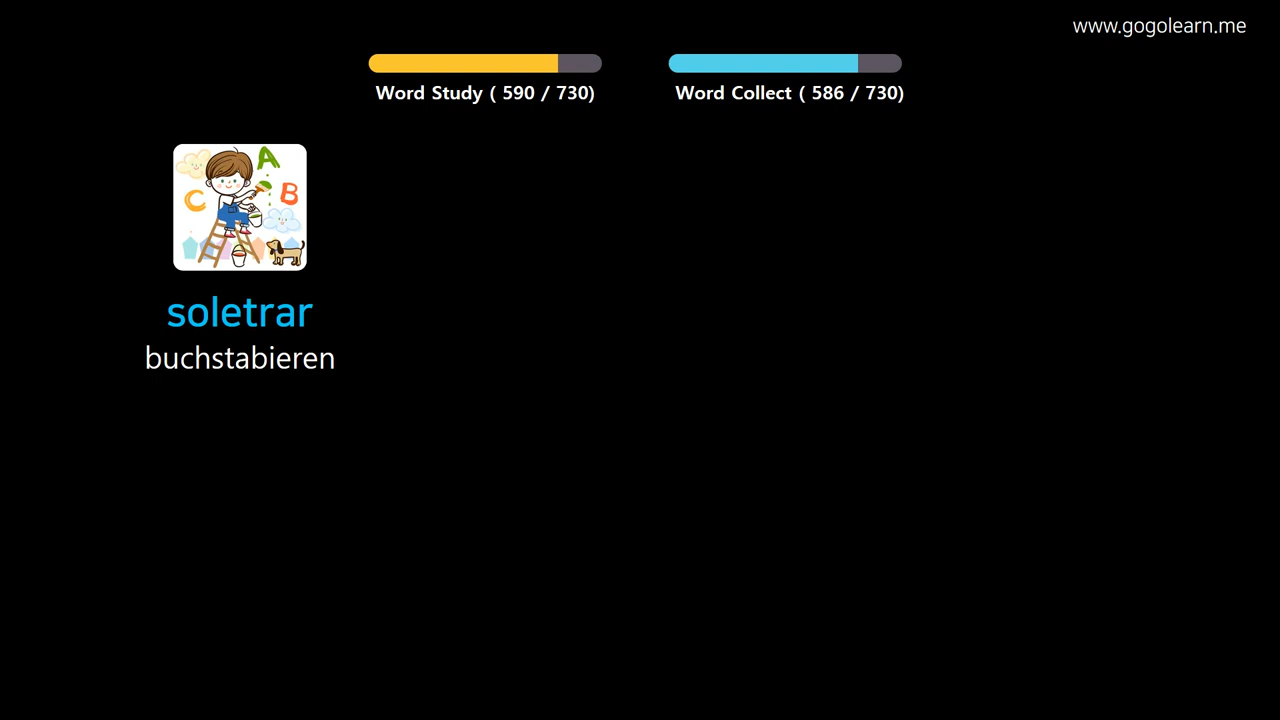 www.gogolearn.me
Word Study ( 590 / 730)
Word Collect ( 586 / 730)
A
B
C
soletrar
buchstabieren